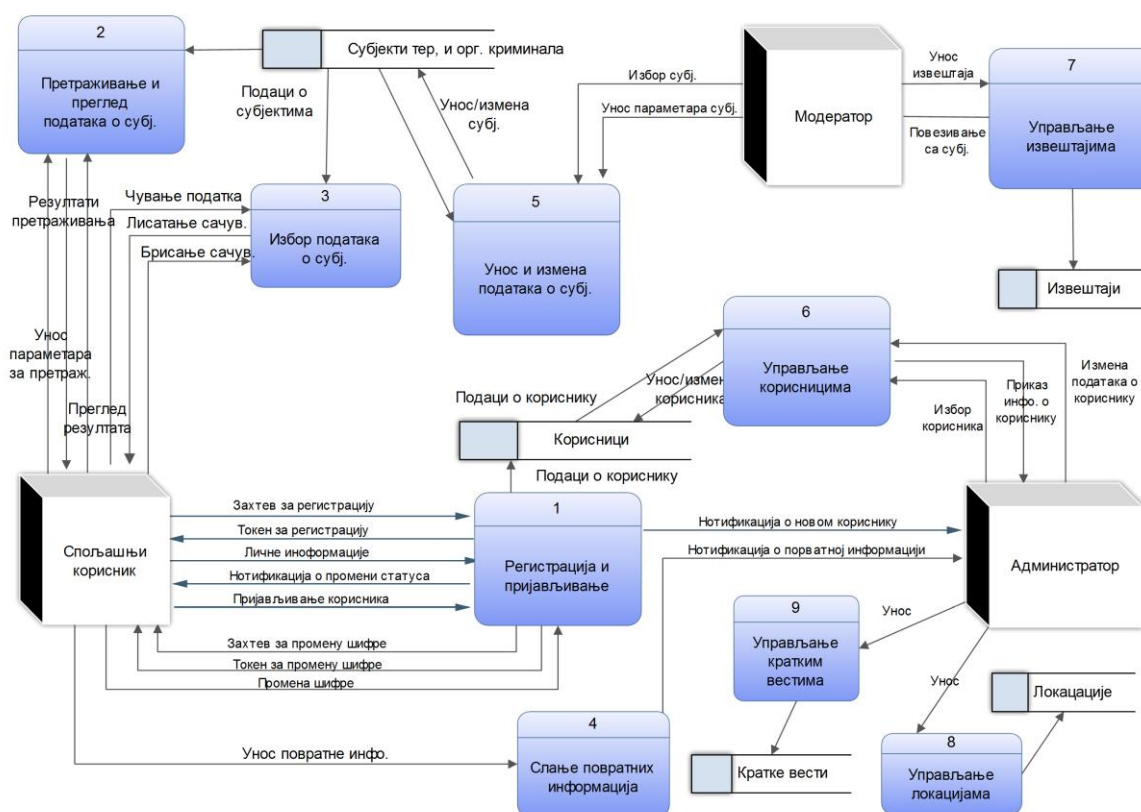 2
Претраживање и
преглед
података о субј.
Субјекти тер, и орг. криминала
Подаци о
субјектима
Унос/измена
субј.
Избор субј.
Унос параметара субј.
Модератор
Унос
извештаја
Повезивање
са субј.
7
Управљање
извештајима
Резултати
претраживања
Чување податка
Лисатање сачув.
Брисање сачув.
3
Избор података
о субј.
5
Унос и измена
података о субј.
Извештаји
Унос
параметара
за претраж.
Преглед
резултата
6
Управљање
корисницима
Подаци о кориснику
Унос/измена
корисника
Корисници
Подаци о кориснику
Избор
корисника
Приказ
инфо. о
кориснику
Измена
података о
кориснику
Спољашњи
корисник
Захтев за регистрацију
Токен за регистрацију
Личне иноформације
Нотификација о промени статуса
Пријављивање корисника
Захтев за промену шифре
Токен за промену шифре
Промена шифре
1
Регистрација и
пријављивање
Нотификација о новом кориснику
Нотификација о порватној информацији
Администратор
9
Управљање
кратким
вестима
Унос
Унос
Локацације
4
Слање повратних
информација
Унос повратне инфо.
Кратке вести
8
Управљање
локацијама